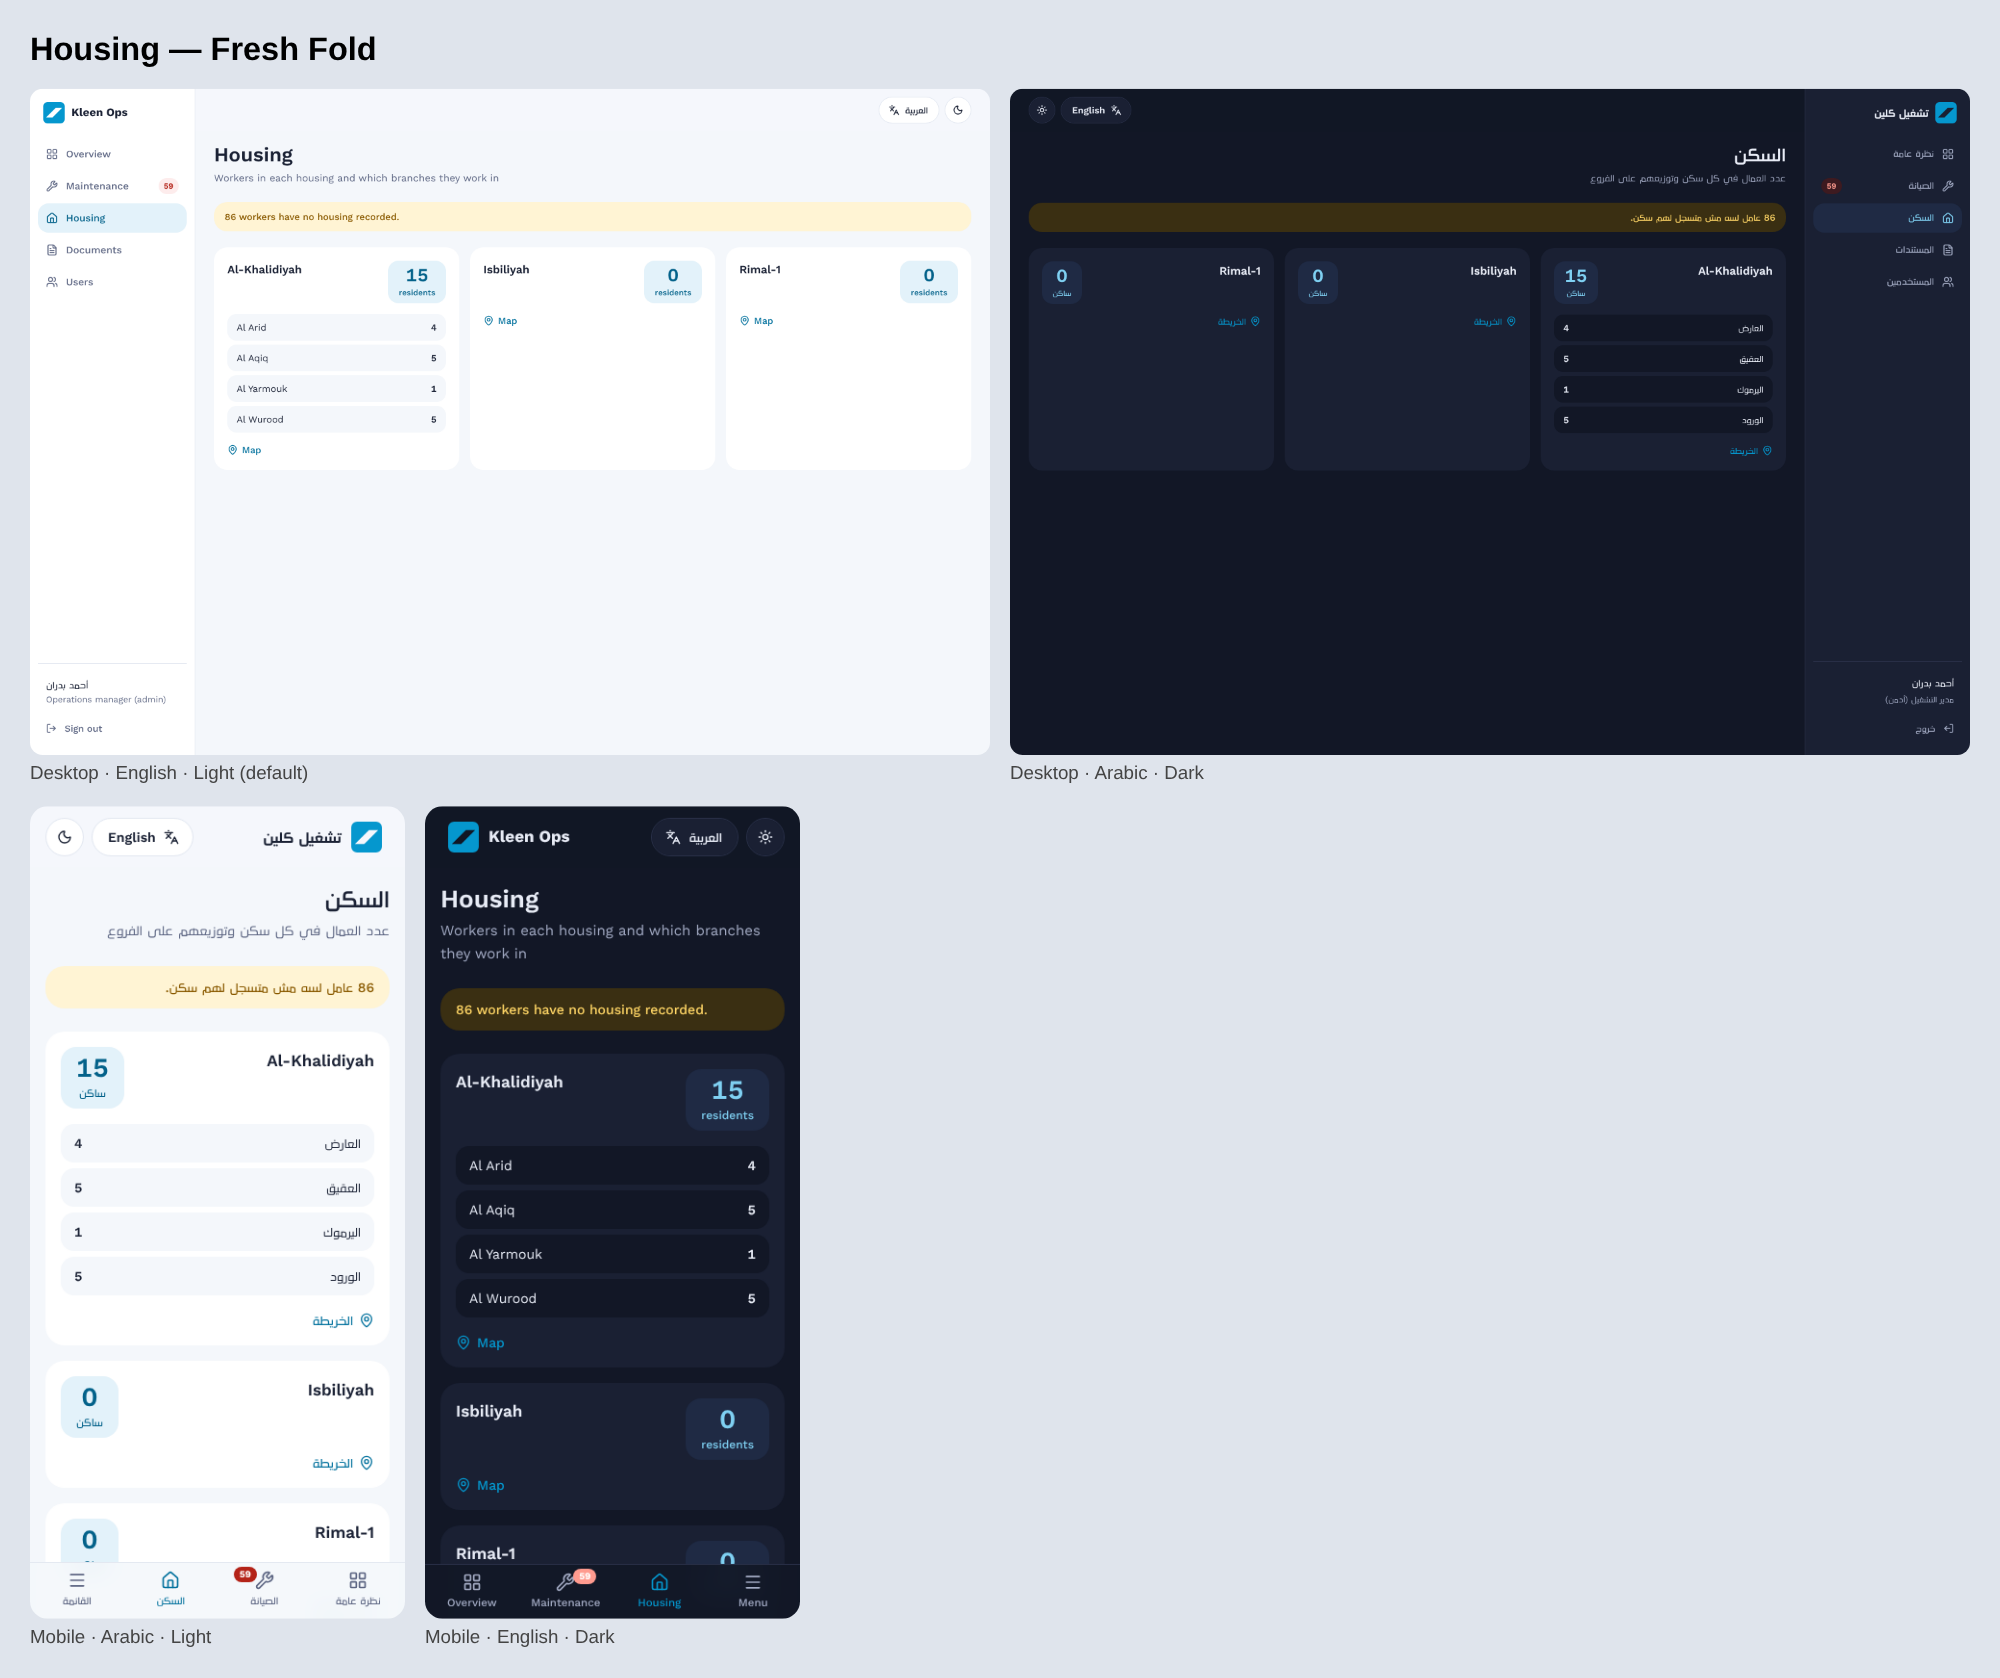 Housing — Fresh Fold
Kleen Ops
Overview
Maintenance 59
Housing
Documents
Users
أحمد بدران
Operations manager (admin)
Sign out
العربية
Housing
Workers in each housing and which branches they work in
86 workers have no housing recorded.
Al-Khalidiyah
15
residents
Al Arid 4
Al Aqiq 5
Al Yarmouk 1
Al Wurood 5
Map
Isbiliyah
0
residents
Map
Rimal-1
0
residents
Map
Desktop · English · Light (default)
تشغيل كلين
نظرة عامة
الصيانة 59
السكن
المستندات
المستخدمين
أحمد بدران
مدير التشغيل (أدمن)
خروج
English
السكن
عدد العمال في كل سكن وتوزيعهم على الفروع
86 عامل لسه مش متسجل لهم سكن.
Al-Khalidiyah
15
ساكن
العارض 4
العقيق 5
اليرموك 1
الورود 5
الخريطة
Isbiliyah
0
ساكن
الخريطة
Rimal-1
0
ساكن
الخريطة
Desktop · Arabic · Dark
تشغيل كلين
English
السكن
عدد العمال في كل سكن وتوزيعهم على الفروع
86 عامل لسه مش متسجل لهم سكن.
Al-Khalidiyah
15
ساكن
العارض 4
العقيق 5
اليرموك 1
الورود 5
الخريطة
Isbiliyah
0
ساكن
الخريطة
Rimal-1
0
نظرة عامة
59
الصيانة
السكن
القائمة
Mobile · Arabic · Light
Kleen Ops
العربية
Housing
Workers in each housing and which branches
they work in
86 workers have no housing recorded.
Al-Khalidiyah
15
residents
Al Arid 4
Al Aqiq 5
Al Yarmouk 1
Al Wurood 5
Map
Isbiliyah
0
residents
Map
Rimal-1
0
Overview
59
Maintenance
Housing
Menu
Mobile · English · Dark